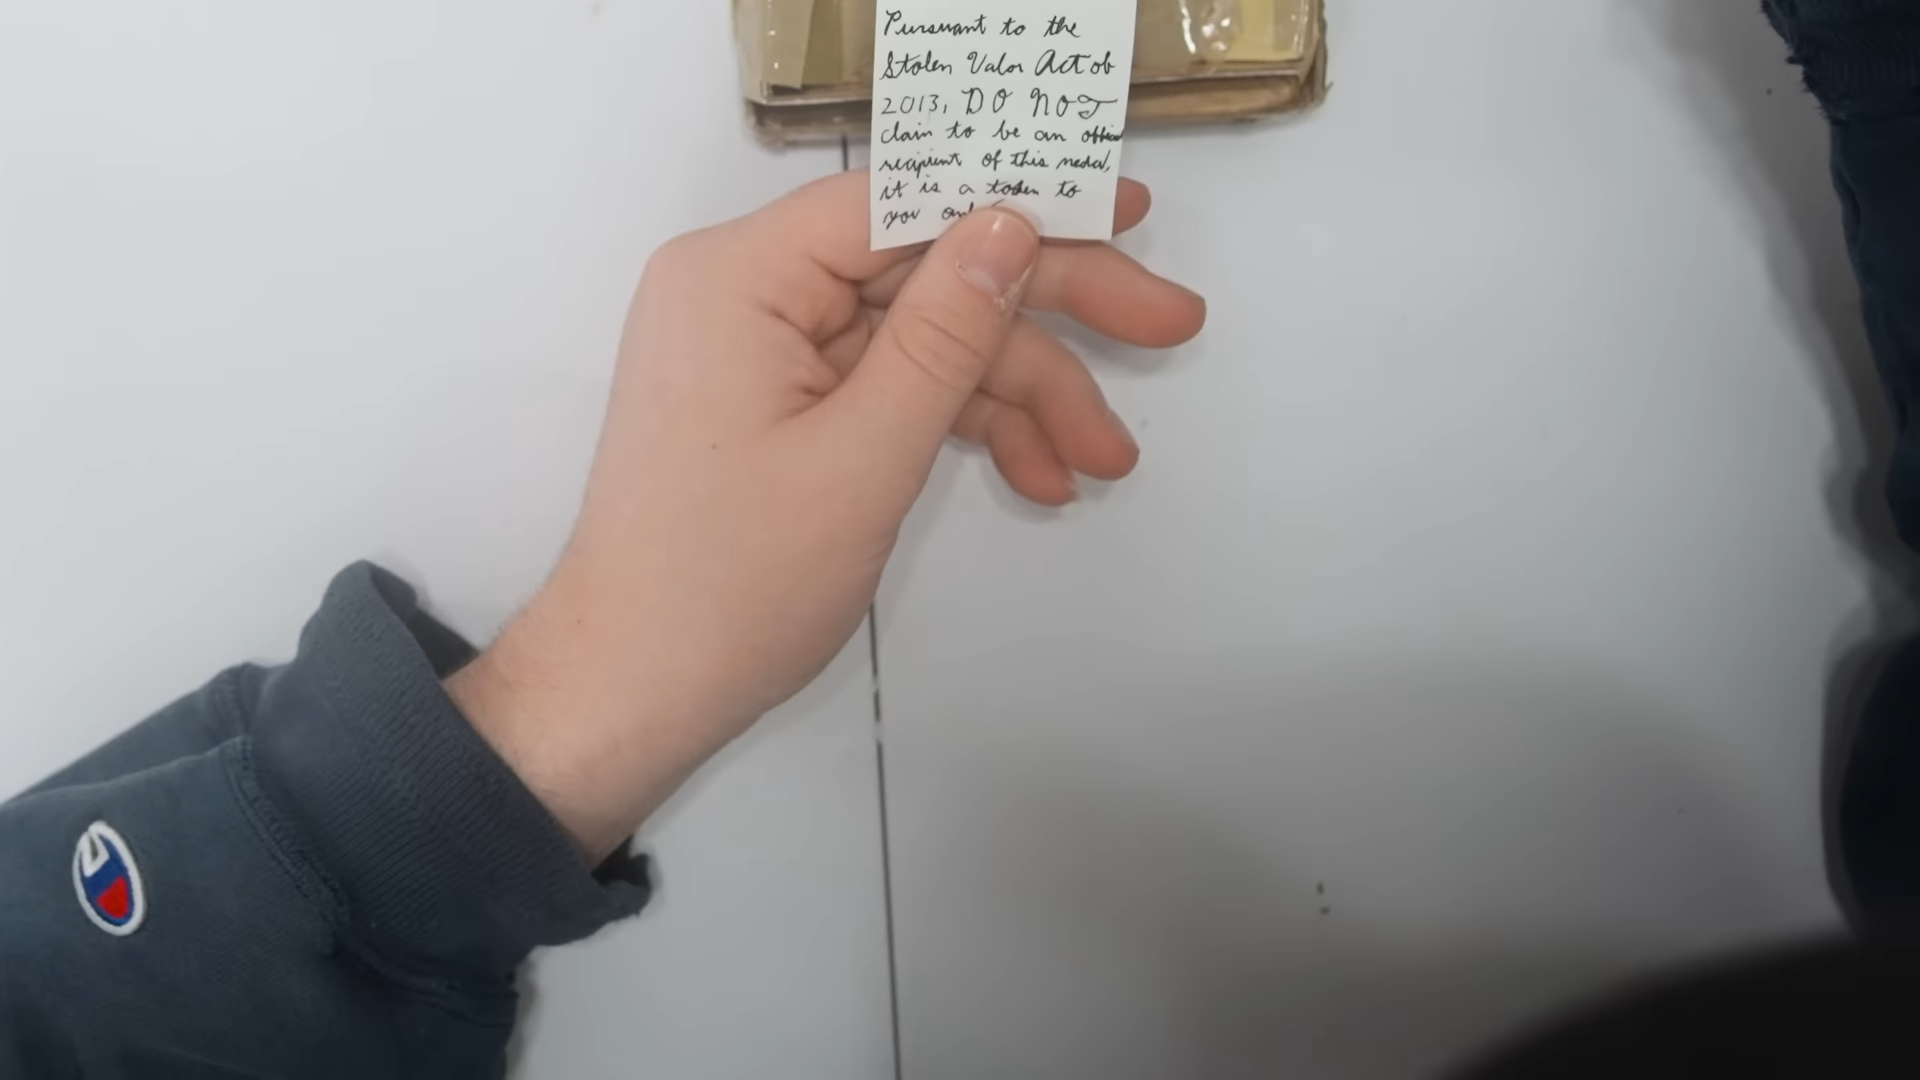 Pursuant to the
Stolen Valor Act of
2013, DO NOT
claim to be an official
recipient of this medal,
it is a token to
you